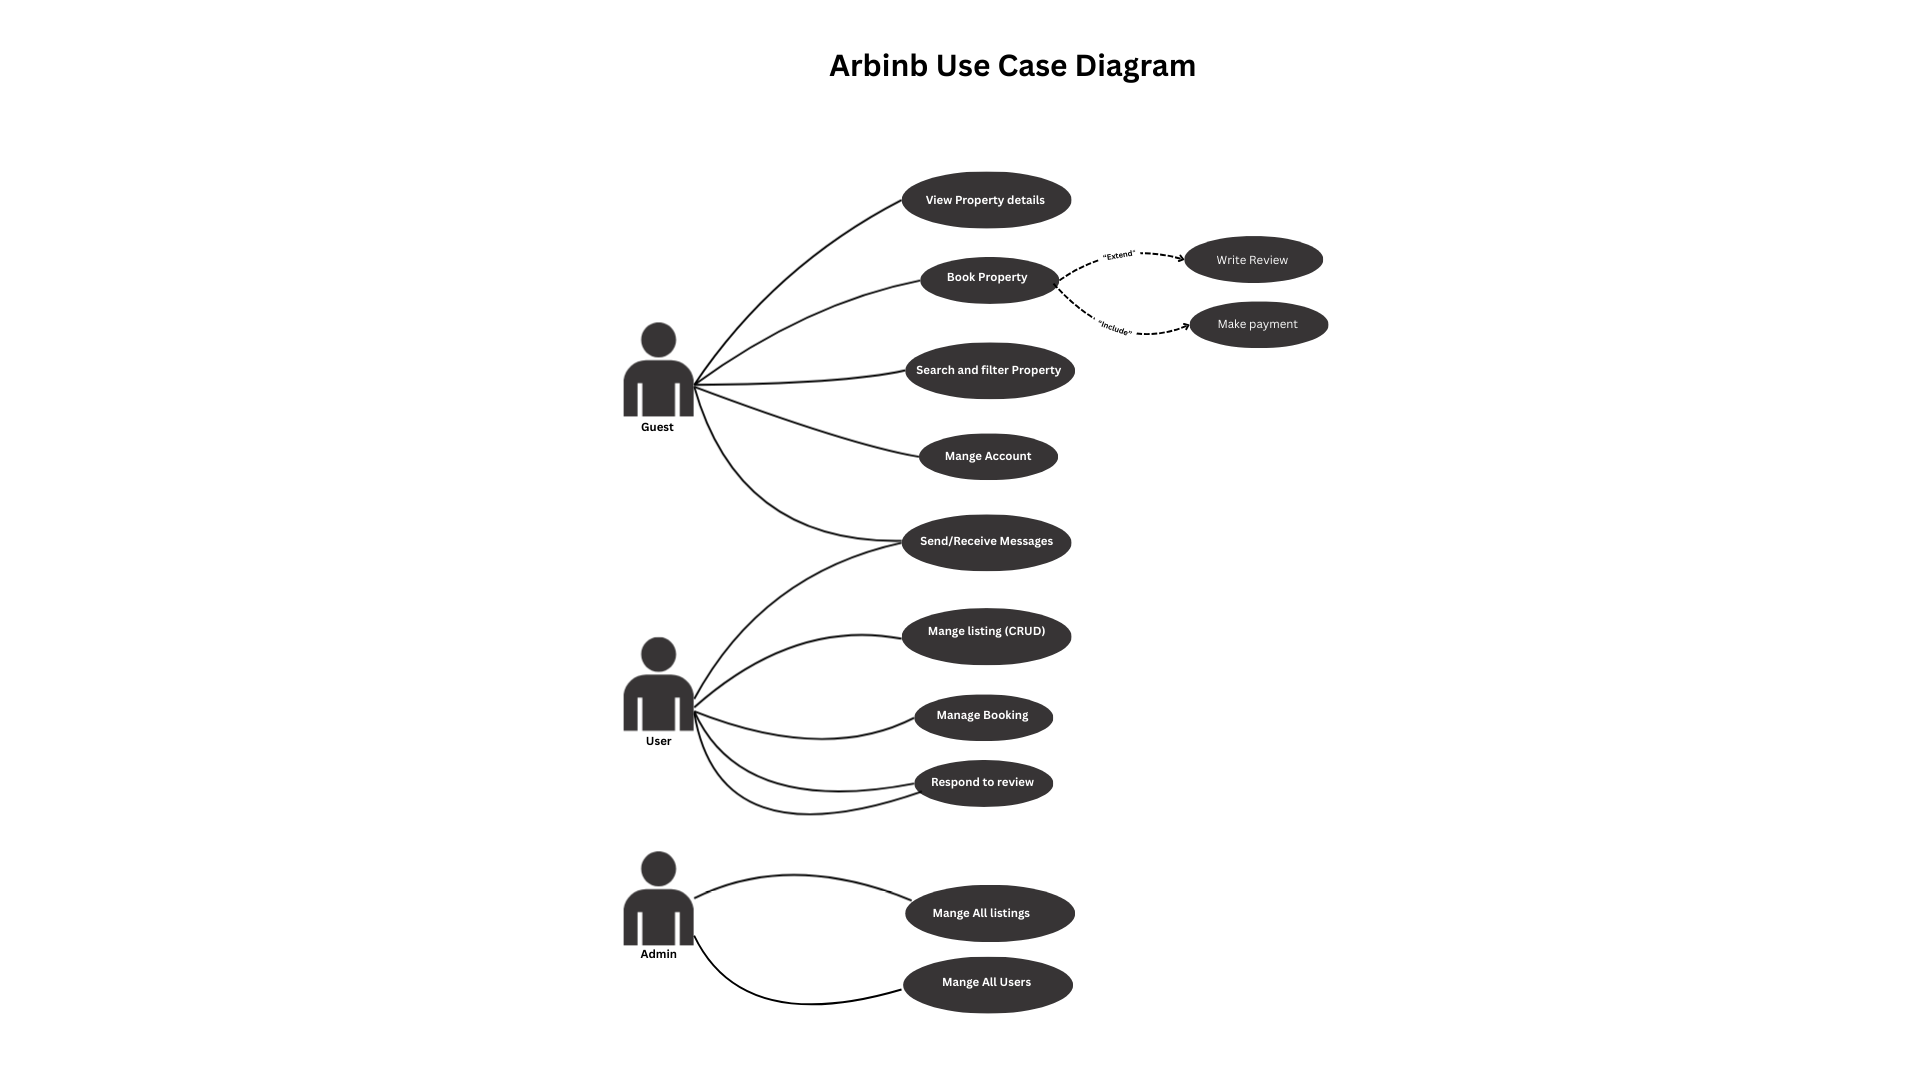 Arbinb Use Case Diagram
View Property details
Book Property
"Extend"
Write Review
"Include"
Make payment
Search and filter Property
Guest
Mange Account
Send/Receive Messages
Mange listing (CRUD)
User
Manage Booking
Respond to review
Admin
Mange All listings
Mange All Users